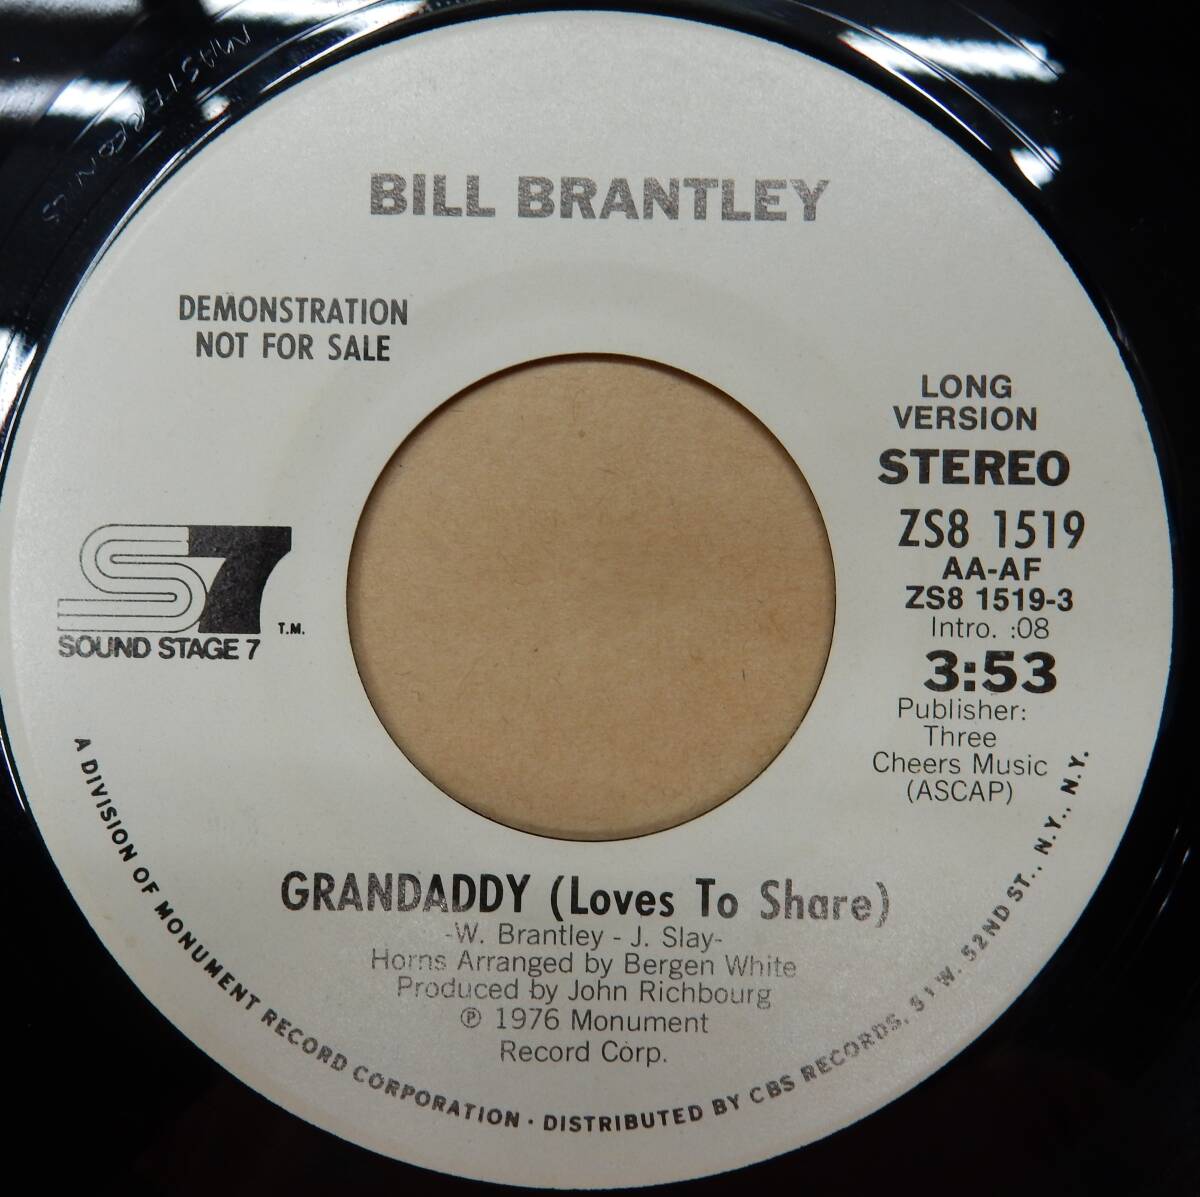 MASTERFONICS
BILL BRANTLEY
DEMONSTRATION
NOT FOR SALE
LONG
VERSION
STEREO
ZS8 1519
AA-AF
ZS8 1519-3
Intro. :08
3:53
Publisher:
Three
Cheers Music
(ASCAP)
S7
T.M.
SOUND STAGE 7
GRANDADDY (Loves To Share)
-W. Brantley - J. Slay-
Horns Arranged by Bergen White
Produced by John Richbourg
℗ 1976 Monument
Record Corp.
A DIVISION OF MONUMENT RECORD CORPORATION · DISTRIBUTED BY CBS RECORDS, 51 W. 52ND ST., N.Y., N.Y.